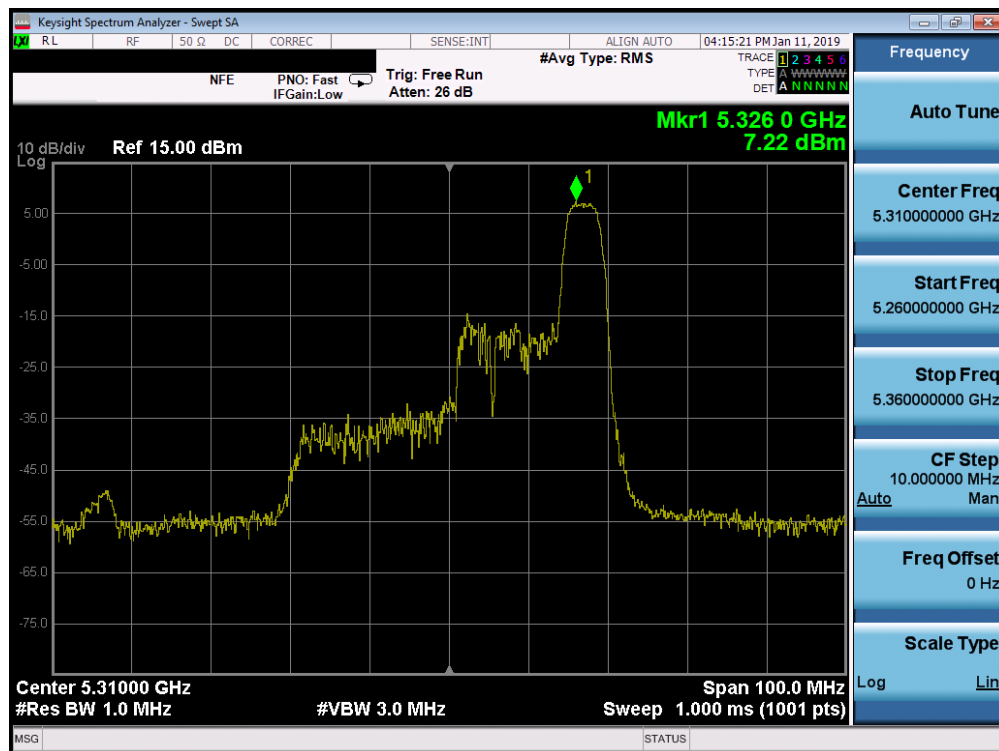 Keysight Spectrum Analyzer - Swept SA
LXI RL RF 50 Ω DC CORREC SENSE:INT ALIGN AUTO 04:15:21 PM Jan 11, 2019
#Avg Type: RMS TRACE 1 2 3 4 5 6
NFE PNO: Fast Trig: Free Run TYPE A WWWWW
IFGain:Low Atten: 26 dB DET A N N N N N
Mkr1 5.326 0 GHz
7.22 dBm
10 dB/div Ref 15.00 dBm
Log
1
5.00
-5.00
-15.0
-25.0
-35.0
-45.0
-55.0
-65.0
-75.0
Center 5.31000 GHz Span 100.0 MHz
#Res BW 1.0 MHz #VBW 3.0 MHz Sweep 1.000 ms (1001 pts)
MSG STATUS
Frequency
Auto Tune
Center Freq
5.310000000 GHz
Start Freq
5.260000000 GHz
Stop Freq
5.360000000 GHz
CF Step
10.000000 MHz
Auto Man
Freq Offset
0 Hz
Scale Type
Log Lin